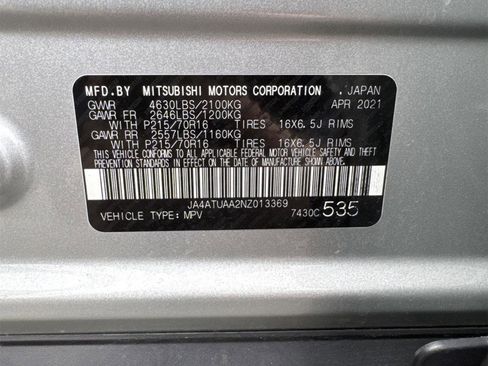 MFD.BY MITSUBISHI MOTORS CORPORATION . JAPAN
GVWR 4630LBS/2100KG APR 2021
GAWR FR 2646LBS/1200KG
WITH P215/70R16 TIRES 16X6.5J RIMS
GAWR RR 2557LBS/1160KG
WITH P215/70R16 TIRES 16X6.5J RIMS
THIS VEHICLE CONFORMS TO ALL APPLICABLE FEDERAL MOTOR VEHICLE SAFETY AND
THEFT PREVENTION STANDARDS IN EFFECT ON THE DATE OF MANUFACTURE SHOWN ABOVE.
JA4ATUAA2NZ013369
VEHICLE TYPE: MPV 7430C 535